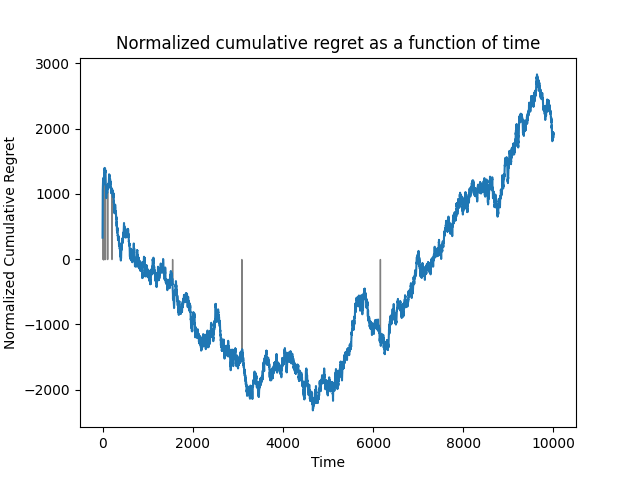 Normalized cumulative regret as a function of time
3000
2000
1000
0
−1000
−2000
Normalized Cumulative Regret
0 2000 4000 6000 8000 10000
Time